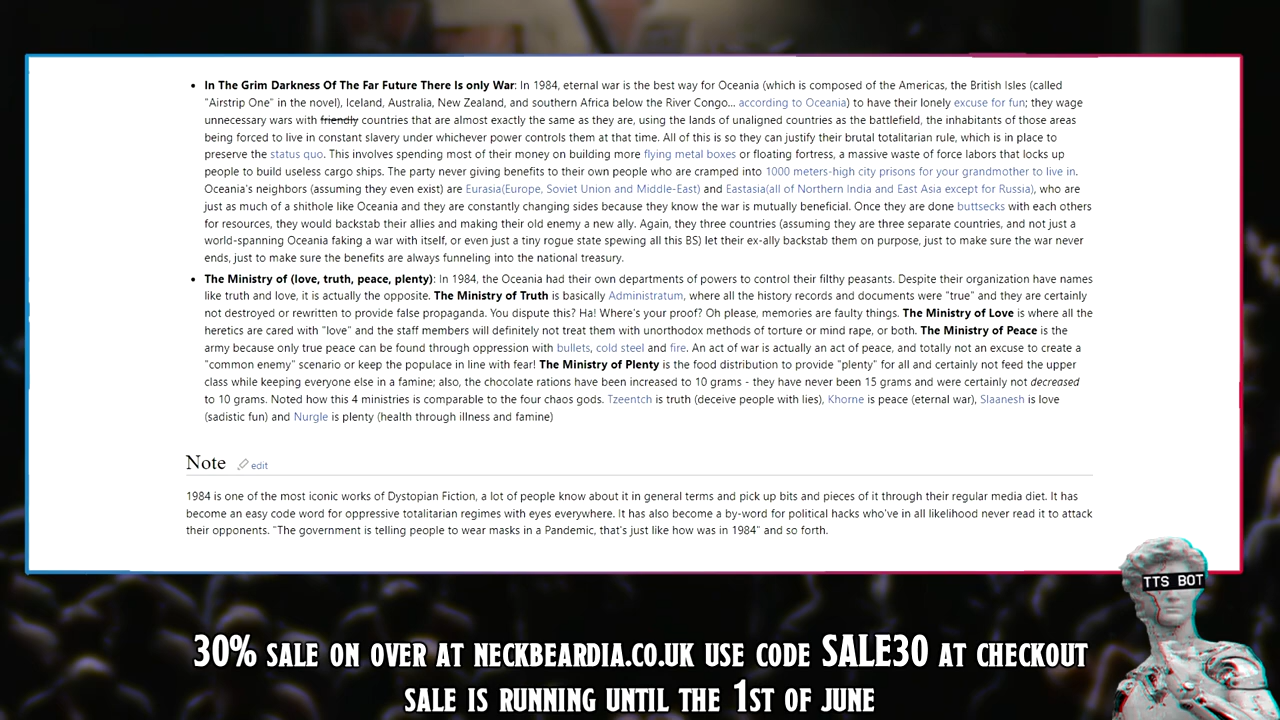 In The Grim Darkness Of The Far Future There Is only War: In 1984, eternal war is the best way for Oceania (which is composed of the Americas, the British Isles (called
"Airstrip One" in the novel), Iceland, Australia, New Zealand, and southern Africa below the River Congo... according to Oceania) to have their lonely excuse for fun; they wage
unnecessary wars with friendly countries that are almost exactly the same as they are, using the lands of unaligned countries as the battlefield, the inhabitants of those areas
being forced to live in constant slavery under whichever power controls them at that time. All of this is so they can justify their brutal totalitarian rule, which is in place to
preserve the status quo. This involves spending most of their money on building more flying metal boxes or floating fortress, a massive waste of force labors that locks up
people to build useless cargo ships. The party never giving benefits to their own people who are cramped into 1000 meters-high city prisons for your grandmother to live in.
Oceania's neighbors (assuming they even exist) are Eurasia(Europe, Soviet Union and Middle-East) and Eastasia(all of Northern India and East Asia except for Russia), who are
just as much of a shithole like Oceania and they are constantly changing sides because they know the war is mutually beneficial. Once they are done buttsecks with each others
for resources, they would backstab their allies and making their old enemy a new ally. Again, they three countries (assuming they are three separate countries, and not just a
world-spanning Oceania faking a war with itself, or even just a tiny rogue state spewing all this BS) let their ex-ally backstab them on purpose, just to make sure the war never
ends, just to make sure the benefits are always funneling into the national treasury.
The Ministry of (love, truth, peace, plenty): In 1984, the Oceania had their own departments of powers to control their filthy peasants. Despite their organization have names
like truth and love, it is actually the opposite. The Ministry of Truth is basically Administratum, where all the history records and documents were "true" and they are certainly
not destroyed or rewritten to provide false propaganda. You dispute this? Ha! Where's your proof? Oh please, memories are faulty things. The Ministry of Love is where all the
heretics are cared with "love" and the staff members will definitely not treat them with unorthodox methods of torture or mind rape, or both. The Ministry of Peace is the
army because only true peace can be found through oppression with bullets, cold steel and fire. An act of war is actually an act of peace, and totally not an excuse to create a
"common enemy" scenario or keep the populace in line with fear! The Ministry of Plenty is the food distribution to provide "plenty" for all and certainly not feed the upper
class while keeping everyone else in a famine; also, the chocolate rations have been increased to 10 grams - they have never been 15 grams and were certainly not decreased
to 10 grams. Noted how this 4 ministries is comparable to the four chaos gods. Tzeentch is truth (deceive people with lies), Khorne is peace (eternal war), Slaanesh is love
(sadistic fun) and Nurgle is plenty (health through illness and famine)
Note edit
1984 is one of the most iconic works of Dystopian Fiction, a lot of people know about it in general terms and pick up bits and pieces of it through their regular media diet. It has
become an easy code word for oppressive totalitarian regimes with eyes everywhere. It has also become a by-word for political hacks who've in all likelihood never read it to attack
their opponents. "The government is telling people to wear masks in a Pandemic, that's just like how was in 1984" and so forth.
TTS BOT
30% SALE ON OVER AT NECKBEARDIA.CO.UK USE CODE SALE30 AT CHECKOUT
SALE IS RUNNING UNTIL THE 1ST OF JUNE